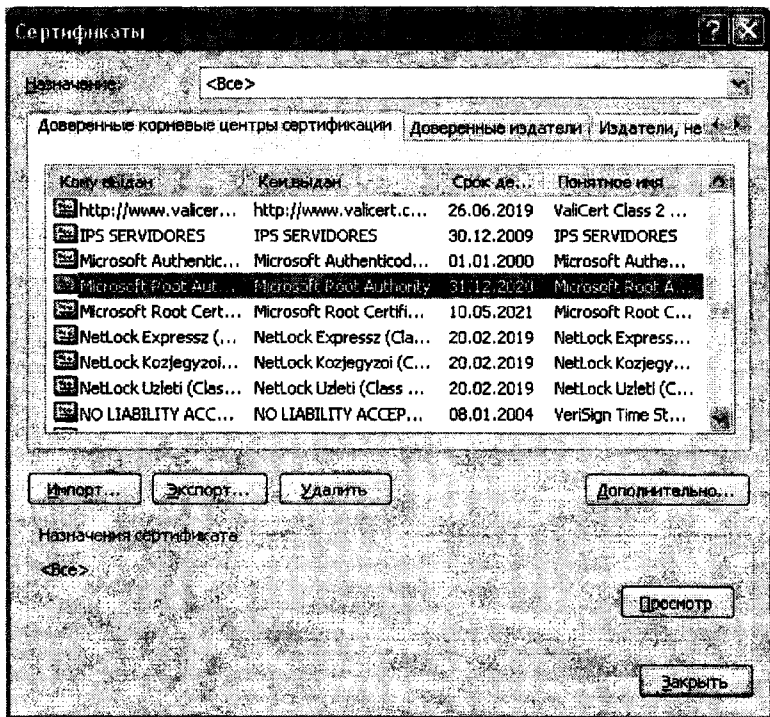 Сертификаты
Назначение: <Все>
Доверенные корневые центры сертификации Доверенные издатели Издатели, не
Кому выдан Кем выдан Срок де... Понятное имя
http://www.valicer... http://www.valicert.c... 26.06.2019 ValiCert Class 2 ...
IPS SERVIDORES IPS SERVIDORES 30.12.2009 IPS SERVIDORES
Microsoft Authentic... Microsoft Authenticod... 01.01.2000 Microsoft Authe...
Microsoft Root Aut... Microsoft Root Authority 31.12.2020 Microsoft Root A...
Microsoft Root Cert... Microsoft Root Certifi... 10.05.2021 Microsoft Root C...
NetLock Expressz (... NetLock Expressz (Cla... 20.02.2019 NetLock Express...
NetLock Kozjegyzoi... NetLock Kozjegyzoi (C... 20.02.2019 NetLock Kozjegy...
NetLock Uzleti (Clas... NetLock Uzleti (Class ... 20.02.2019 NetLock Uzleti (C...
NO LIABILITY ACC... NO LIABILITY ACCEP... 08.01.2004 VeriSign Time St...
Импорт... Экспорт... Удалить Дополнительно...
Назначения сертификата
<Все>
Просмотр
Закрыть